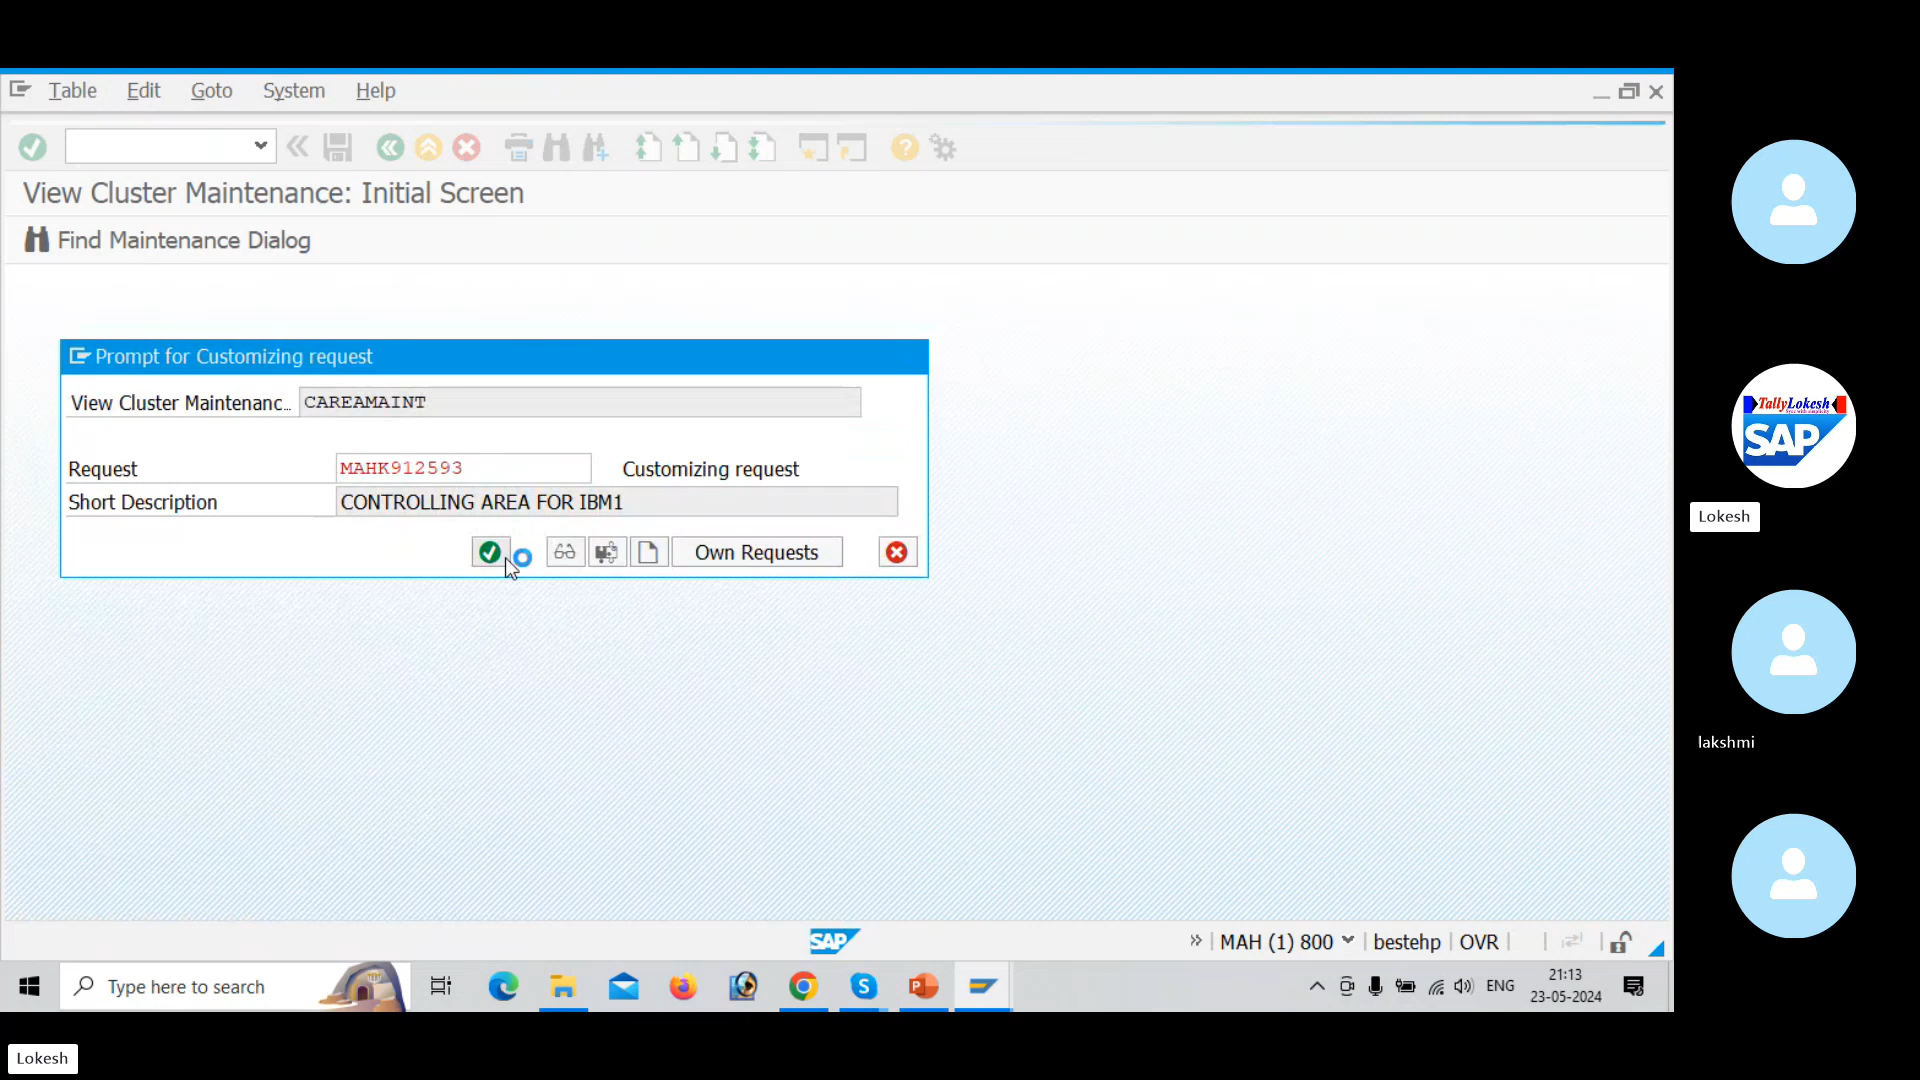 Table Edit Goto System Help
View Cluster Maintenance: Initial Screen
Find Maintenance Dialog
Prompt for Customizing request
View Cluster Maintenanc.. CAREAMAINT
Request MAHK912593 Customizing request
Short Description CONTROLLING AREA FOR IBM1
Own Requests
SAP
MAH (1) 800 bestehp OVR
Type here to search
ENG
21:13
23-05-2024
TallyLokesh
SAP
Lokesh
lakshmi
Lokesh